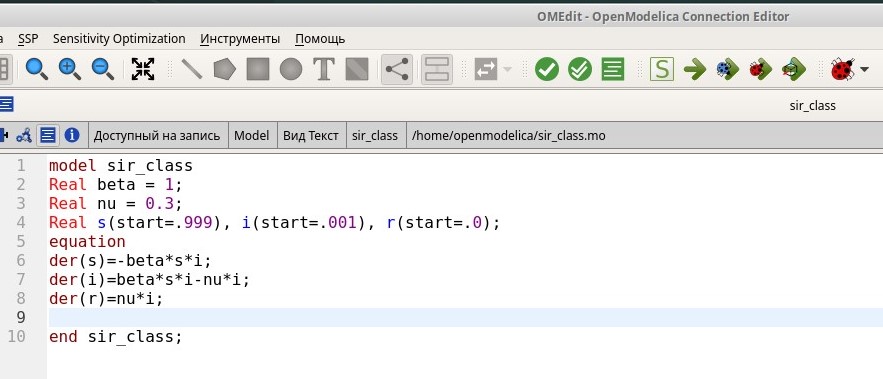 OMEdit - OpenModelica Connection Editor
SSP Sensitivity Optimization Инструменты Помощь
T S
sir_class
Доступный на запись Model Вид Текст sir_class /home/openmodelica/sir_class.mo
1 model sir_class
2 Real beta = 1;
3 Real nu = 0.3;
4 Real s(start=.999), i(start=.001), r(start=.0);
5 equation
6 der(s)=-beta*s*i;
7 der(i)=beta*s*i-nu*i;
8 der(r)=nu*i;
9
10 end sir_class;